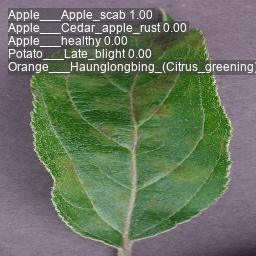 Apple___Apple_scab 1.00
Apple___Cedar_apple_rust 0.00
Apple___healthy 0.00
Potato___Late_blight 0.00
Orange___Haunglongbing_(Citrus_greening)